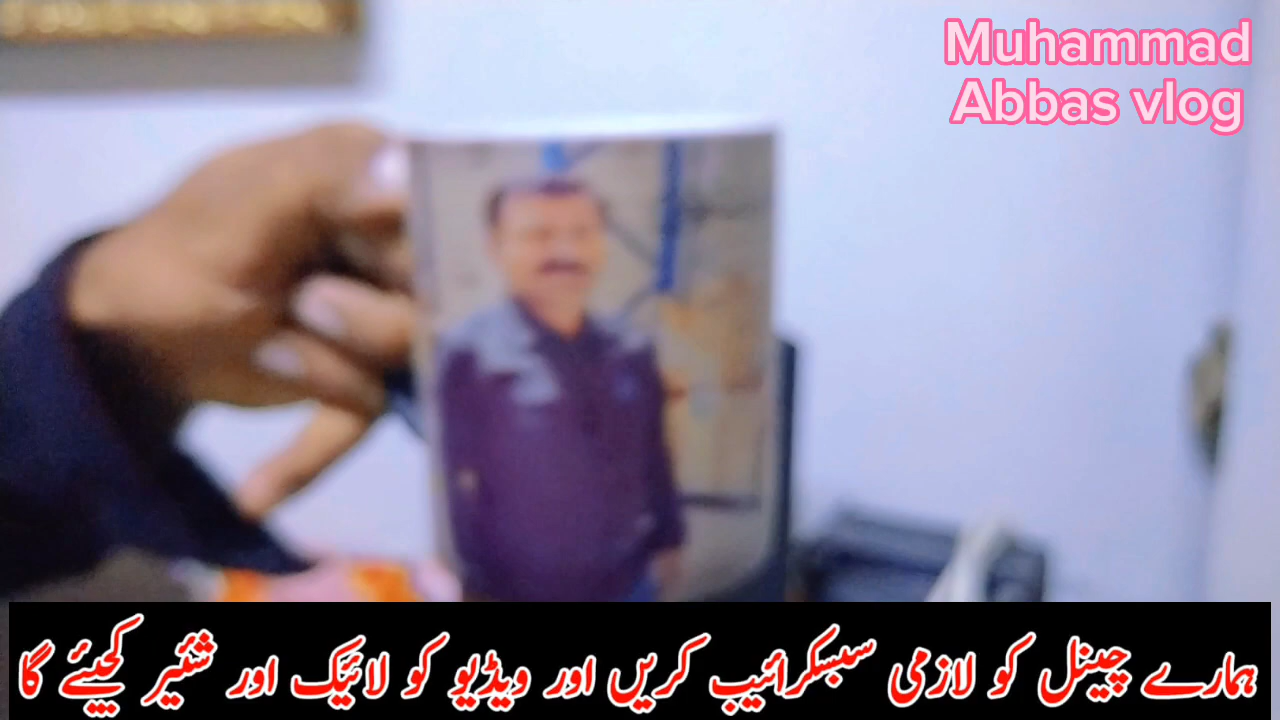 Muhammad
Abbas vlog
ہمارے چینل کو لازمی سبسکرائیب کریں اور ویڈیو کو لائیک اور شئیر کیجیئے گا